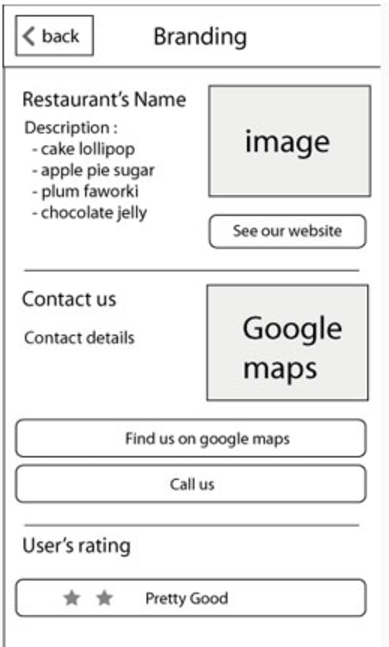 back
Branding
Restaurant's Name
Description :
- cake lollipop
- apple pie sugar
- plum faworki
- chocolate jelly
image
See our website
Contact us
Contact details
Google
maps
Find us on google maps
Call us
User's rating
Pretty Good